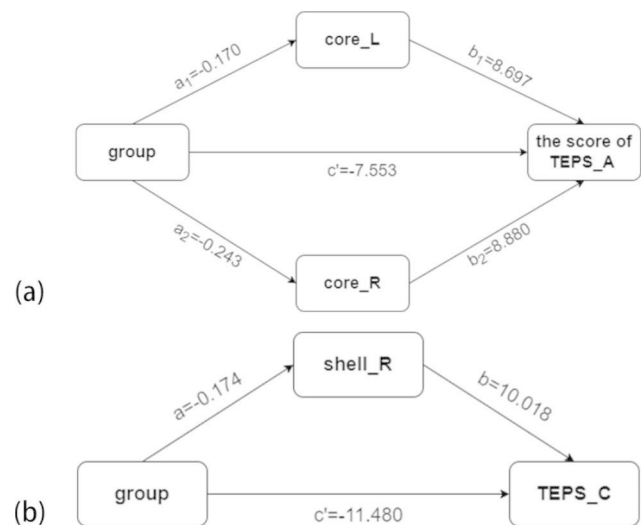 core_L
a₁=-0.170
b₁=8.697
group
the score of
TEPS_A
c'=-7.553
a₂=-0.243
b₂=8.880
core_R
(a)
shell_R
a=-0.174
b=10.018
group
TEPS_C
c'=-11.480
(b)